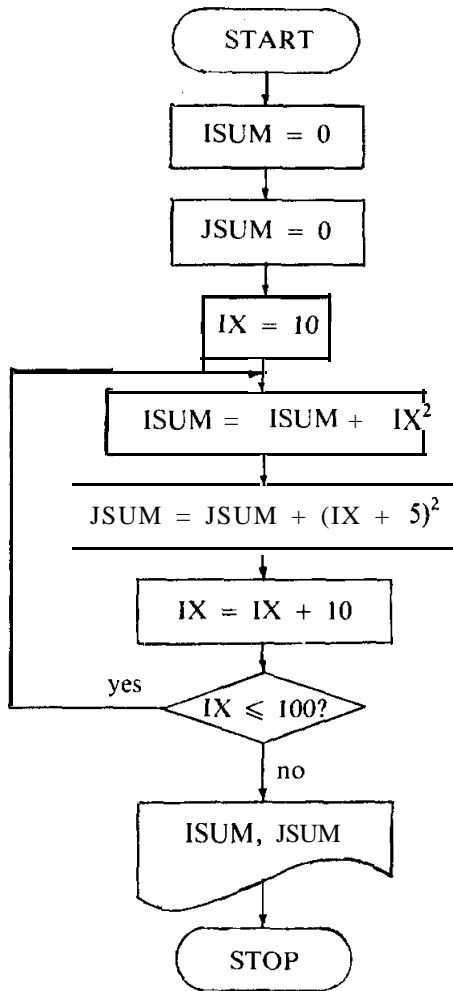 START
ISUM = 0
JSUM = 0
IX = 10
ISUM = ISUM + IX²
JSUM = JSUM + (IX + 5)²
IX = IX + 10
yes
IX ⩽ 100?
no
ISUM, JSUM
STOP